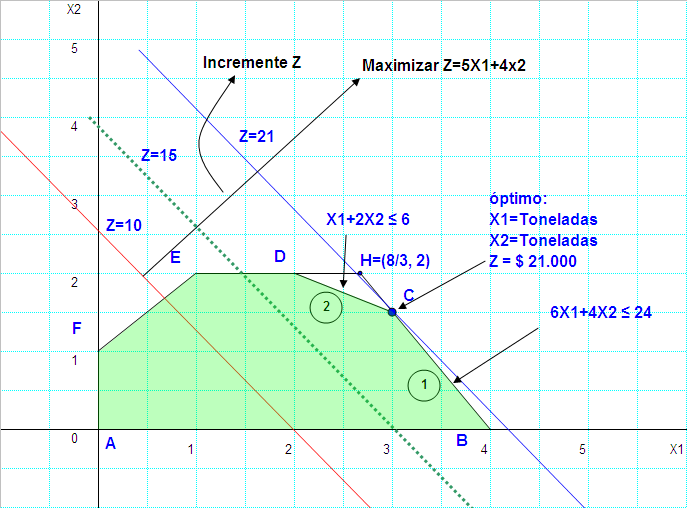 X2
5
Incremente Z
Maximizar Z=5X1+4x2
4
Z=15
Z=21
3
Z=10
X1+2X2 ≤ 6
óptimo:
X1=Toneladas
X2=Toneladas
Z = $ 21.000
E
D
H=(8/3, 2)
2
C
2
6X1+4X2 ≤ 24
F
1
1
0
A
B
1
2
3
4
5
X1